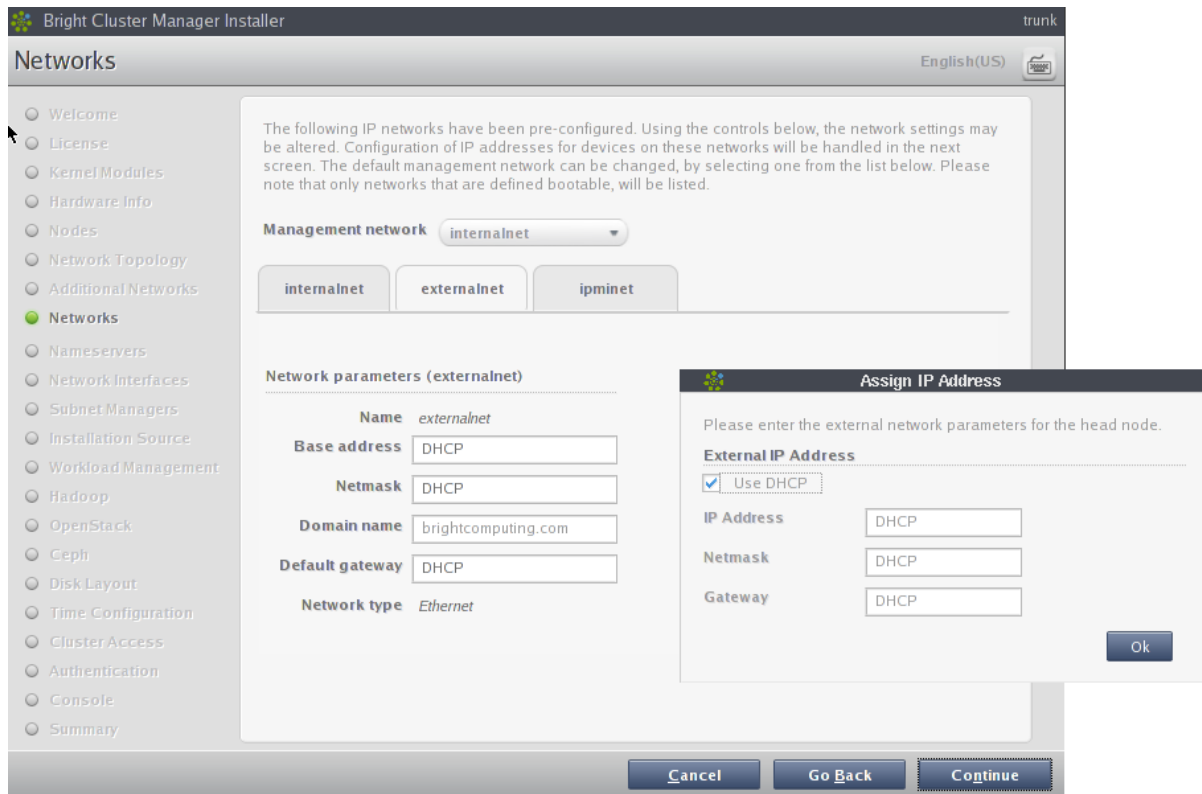 Bright Cluster Manager Installer
trunk
Networks
English(US)
Welcome
License
Kernel Modules
Hardware Info
Nodes
Network Topology
Additional Networks
Networks
Nameservers
Network Interfaces
Subnet Managers
Installation Source
Workload Management
Hadoop
OpenStack
Ceph
Disk Layout
Time Configuration
Cluster Access
Authentication
Console
Summary
The following IP networks have been pre-configured. Using the controls below, the network settings may
be altered. Configuration of IP addresses for devices on these networks will be handled in the next
screen. The default management network can be changed, by selecting one from the list below. Please
note that only networks that are defined bootable, will be listed.
Management network internalnet
internalnet externalnet ipminet
Network parameters (externalnet)
Name externalnet
Base address DHCP
Netmask DHCP
Domain name brightcomputing.com
Default gateway DHCP
Network type Ethernet
Assign IP Address
Please enter the external network parameters for the head node.
External IP Address
Use DHCP
IP Address DHCP
Netmask DHCP
Gateway DHCP
Ok
Cancel Go Back Continue